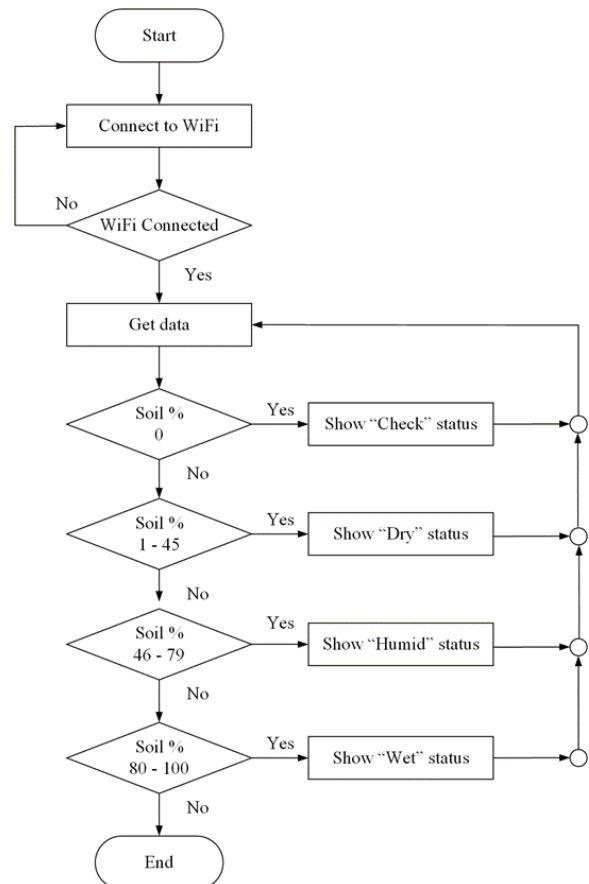 Start
Connect to WiFi
No
WiFi Connected
Yes
Get data
Soil %
0
Yes
Show “Check” status
No
Soil %
1 - 45
Yes
Show “Dry” status
No
Soil %
46 - 79
Yes
Show “Humid” status
No
Soil %
80 - 100
Yes
Show “Wet” status
No
End